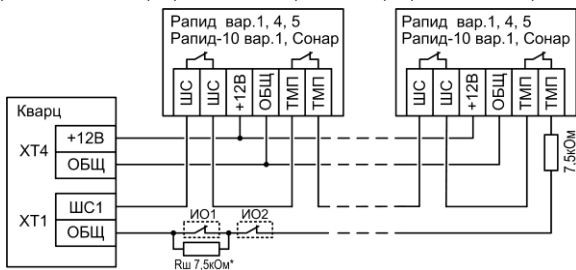 Рапид вар.1, 4, 5
Рапид-10 вар.1, Сонар
ШС ШС +12В ОБЩ ТМП ТМП
Рапид вар.1, 4, 5
Рапид-10 вар.1, Сонар
ШС ШС +12В ОБЩ ТМП ТМП
Кварц
ХТ4
+12В
ОБЩ
ХТ1
ШС1
ОБЩ
ИО1
ИО2
Rш 7,5кОм*
7,5кОм